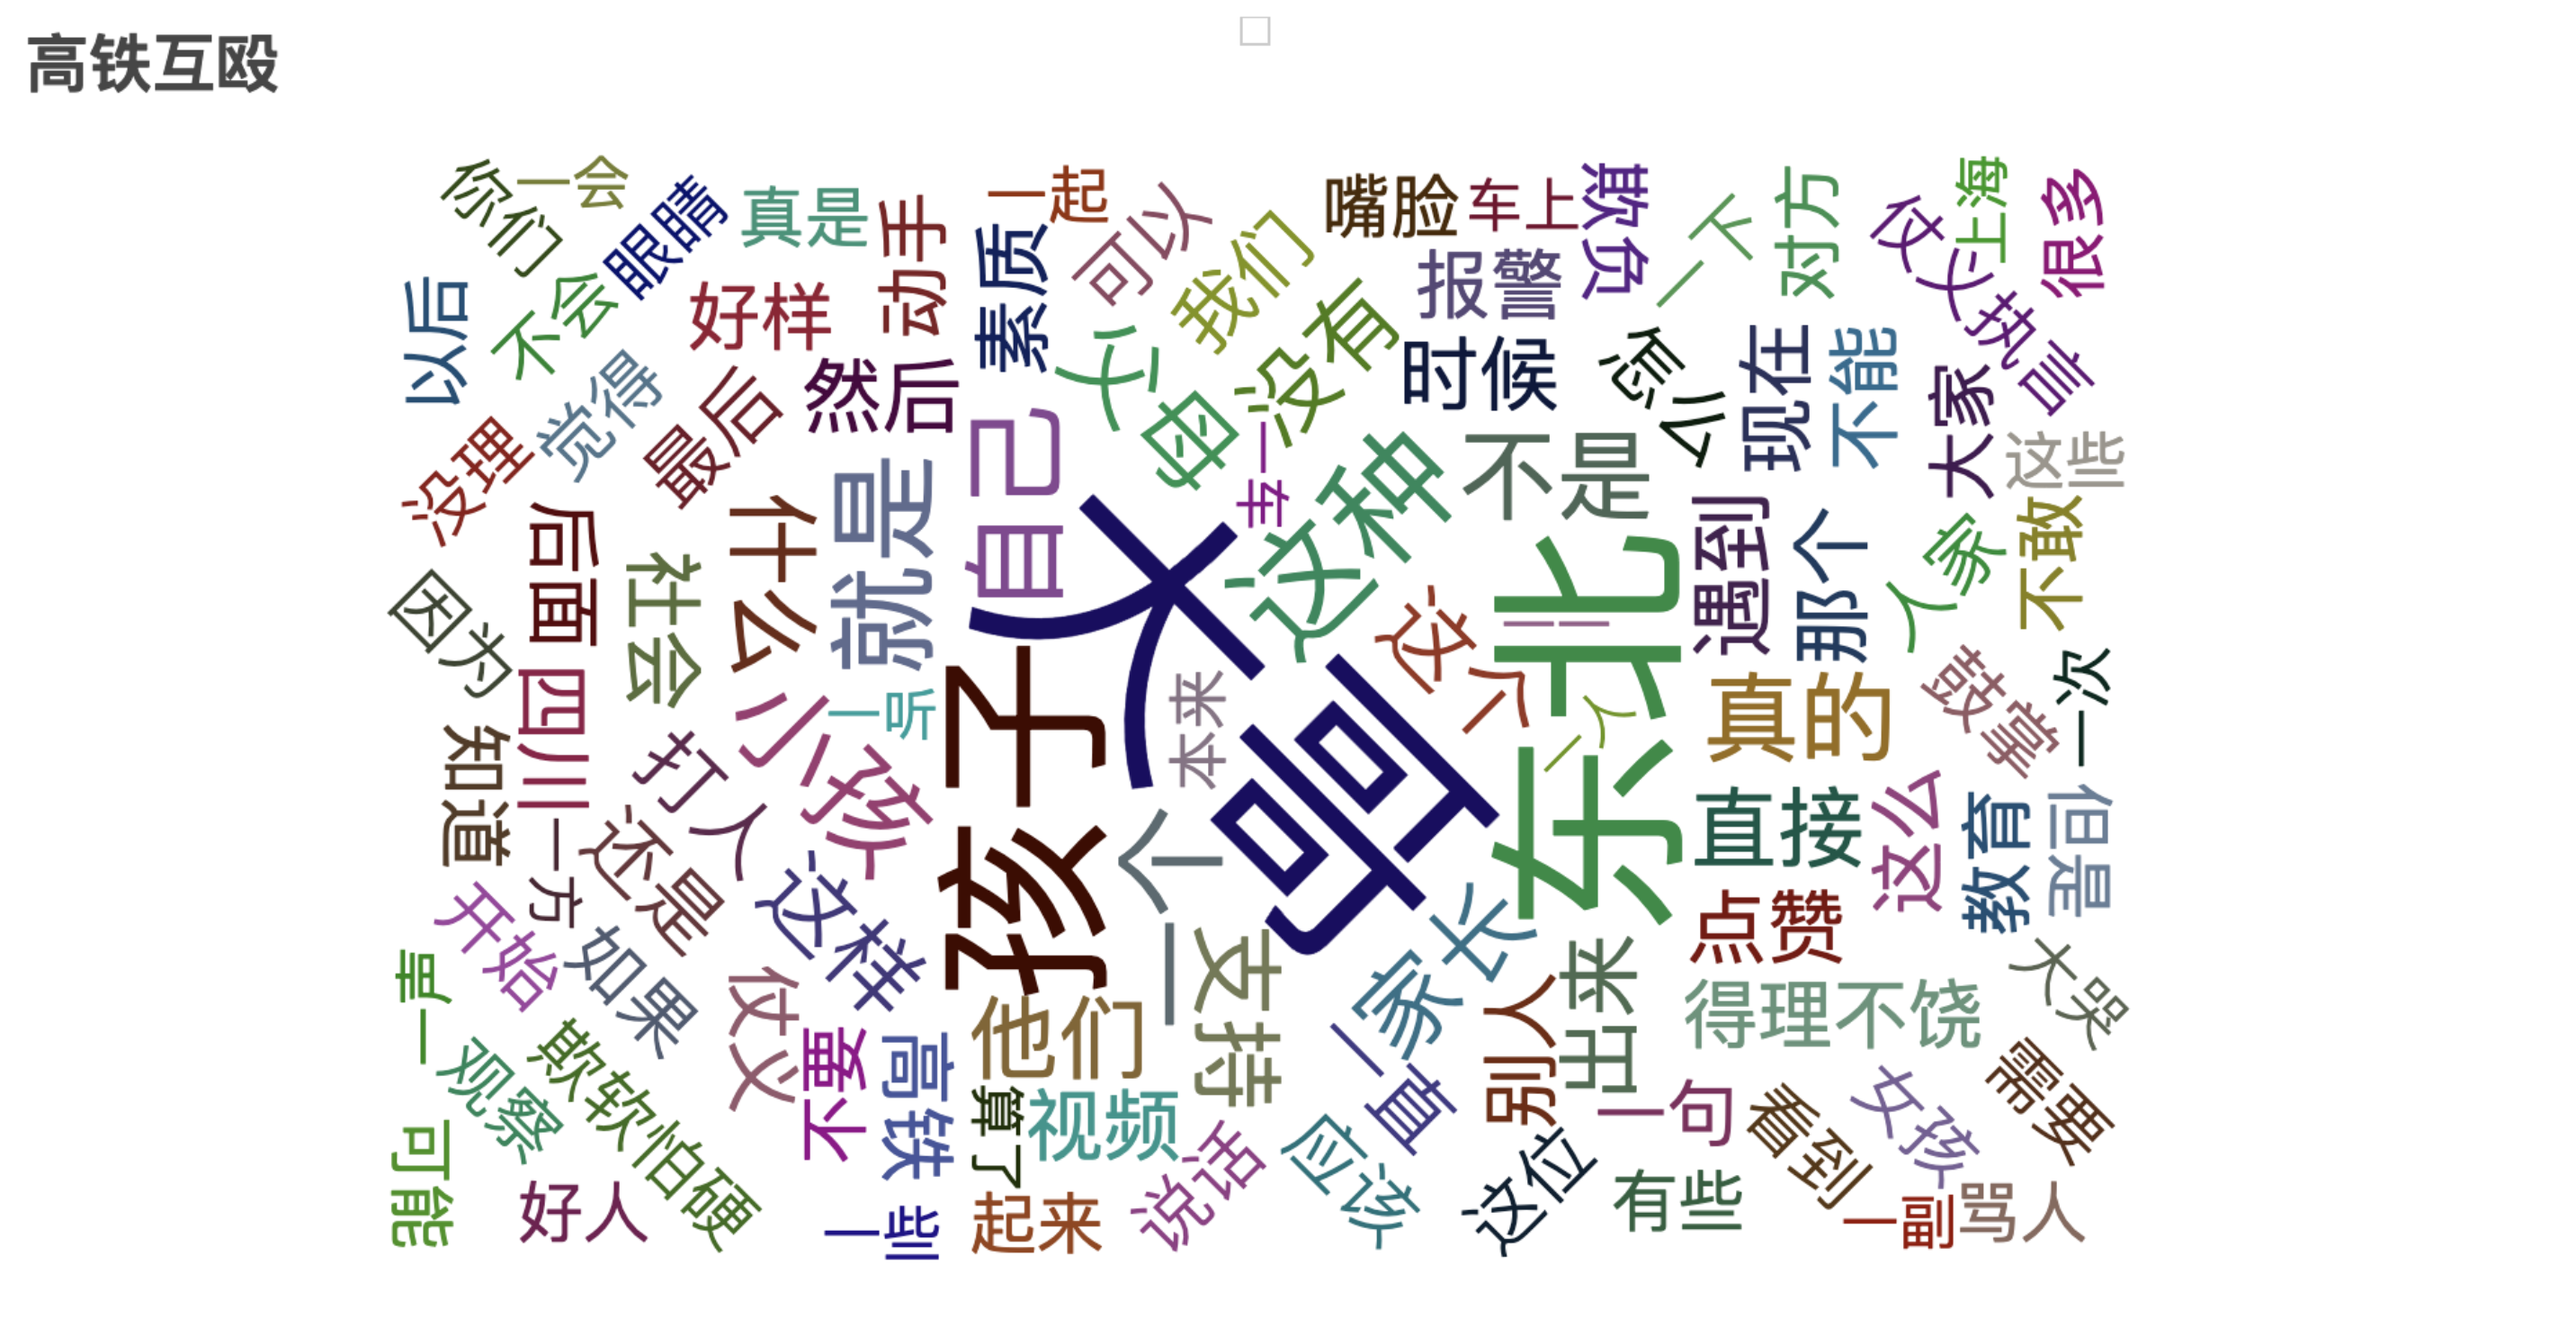 高铁互殴
你们
一会
眼睛
真是
动手
一起
素质
可以
我们
嘴脸
车上
欺负
报警
一下
对方
仗义执言
上海
很多
以后
不会
好样
然后
父母
没有
时候
怎么
现在
不能
大家
这些
觉得
最后
没理
自己
就是
什么
后面
社会
因为
这种
不是
遇到
那个
人家
不敢
大哥
东北
孩子
这个
真的
鼓掌
一次
四川
小孩
一听
本来
一人
知道
打人
一个
直接
这么
教育
但是
一方
还是
这样
家长
点赞
开始
如果
仗义
支持
出来
别人
得理不饶
大哭
一声
观察
欺软怕硬
不要
高铁
他们
算了
视频
一直
一句
看到
女孩
需要
可能
好人
一些
起来
说话
应该
这位
有些
一副
骂人